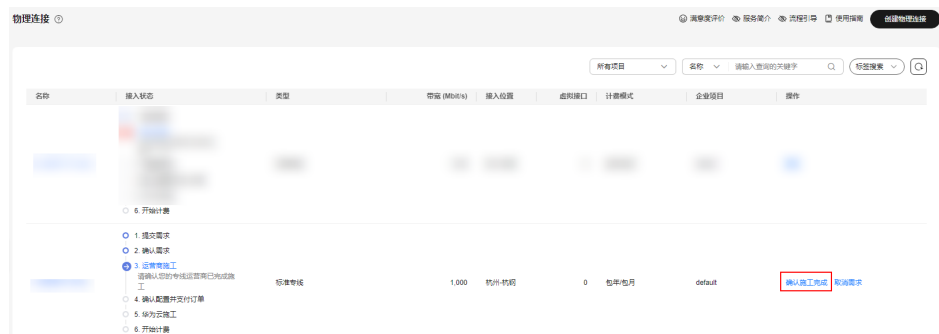 物理连接
满意度评价 服务简介 流程引导 使用指南 创建物理连接
所有项目 名称 请输入查询的关键字 标签搜索
名称 接入状态 类型 带宽 (Mbit/s) 接入位置 虚拟接口 计费模式 企业项目 操作
6. 开始计费
1. 提交需求
2. 确认需求
3. 运营商施工
请确认您的专线运营商已完成施
工
标准专线 1,000 杭州-杭钢 0 包年/包月 default 确认施工完成 取消需求
4. 确认配置并支付订单
5. 华为云施工
6. 开始计费